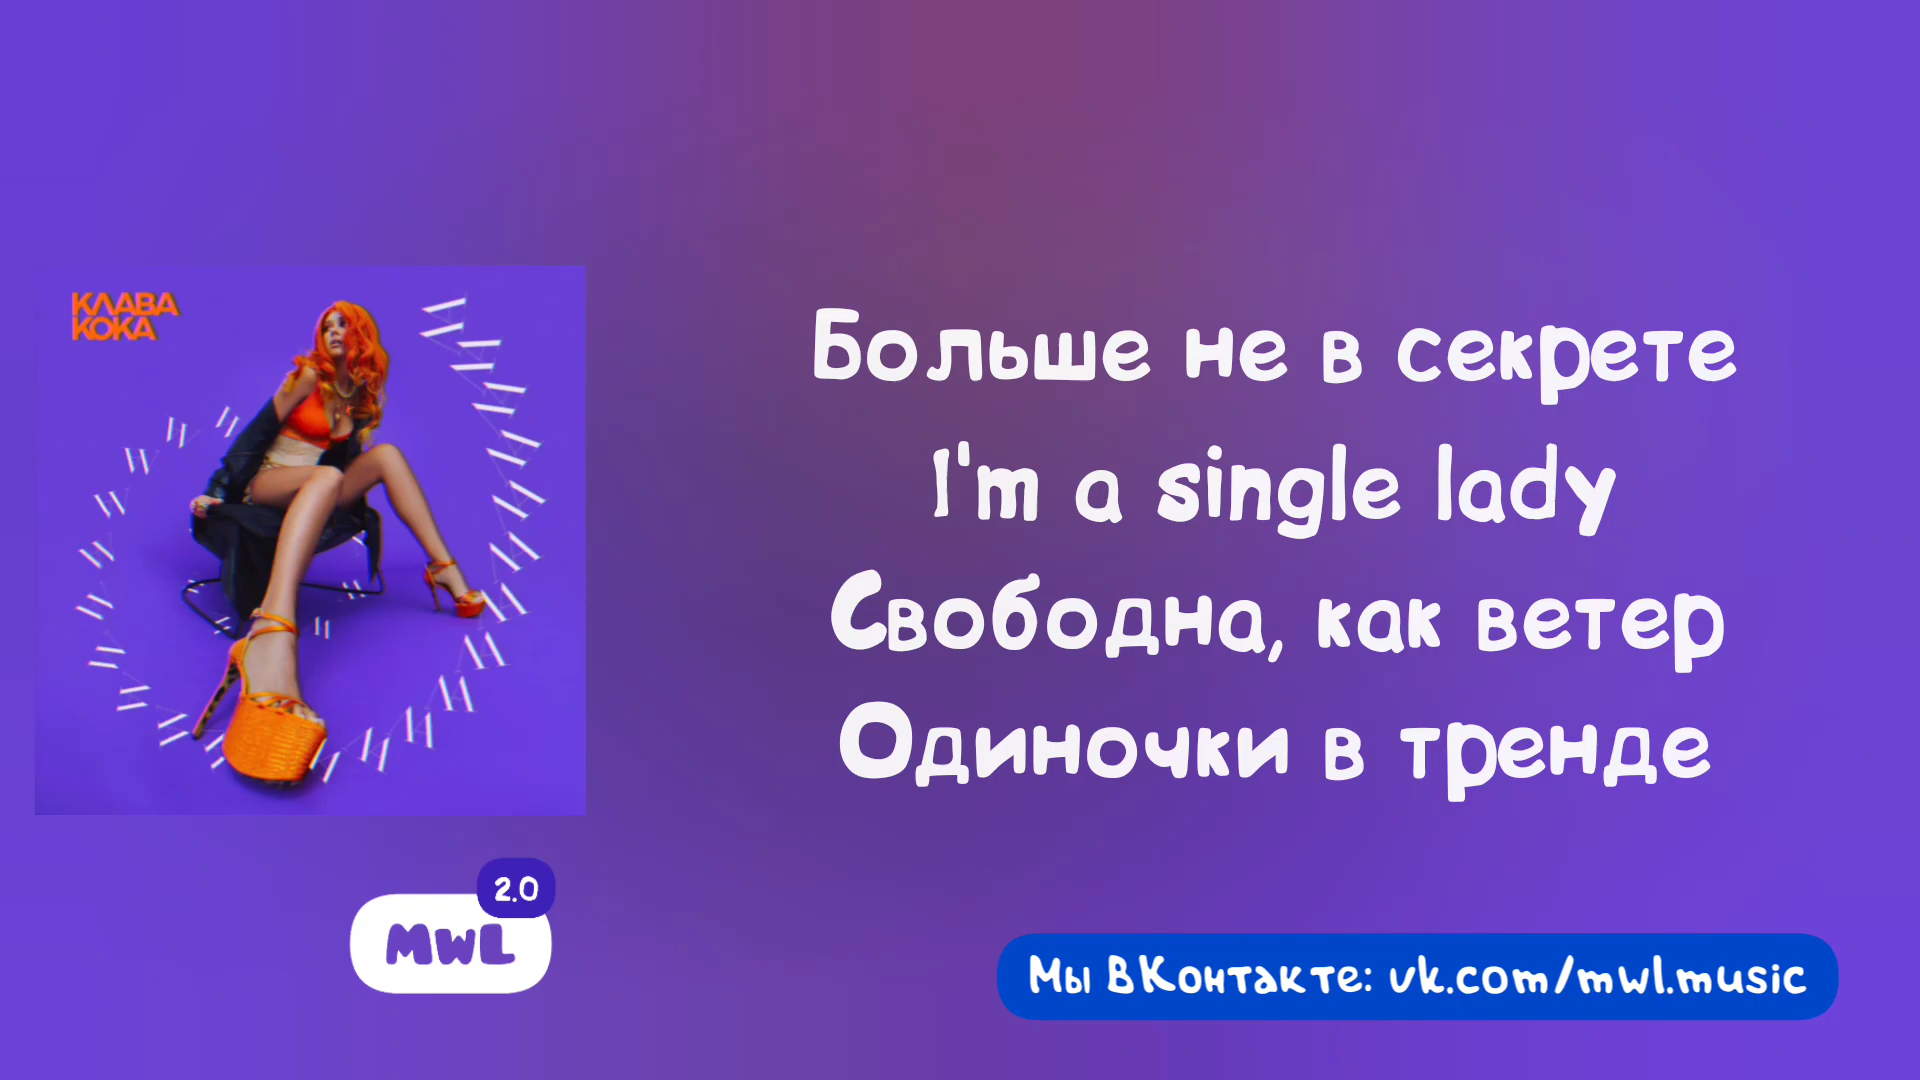 КЛАВА
КОКА
Больше не в секрете
I'm a single lady
Свободна, как ветер
Одиночки в тренде
2.0
MWL
Мы ВКонтакте: vk.com/mwl.music